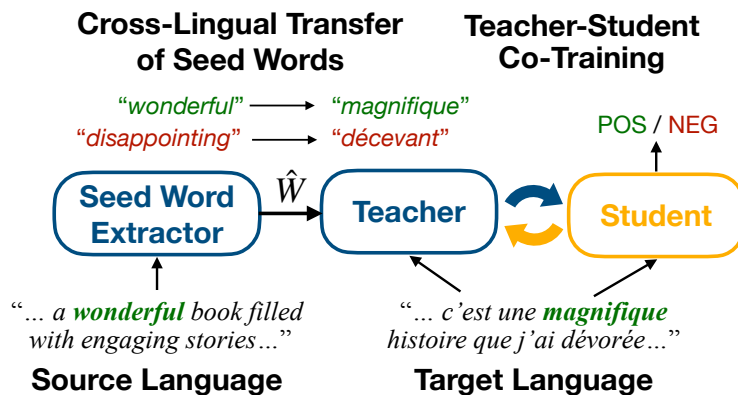 Cross-Lingual Transfer
of Seed Words
Teacher-Student
Co-Training
“wonderful” “magnifique”
“disappointing” “décevant”
POS / NEG
Seed Word
Extractor
Ŵ
Teacher
Student
“... a wonderful book filled
with engaging stories...”
“... c’est une magnifique
histoire que j’ai dévorée...”
Source Language
Target Language